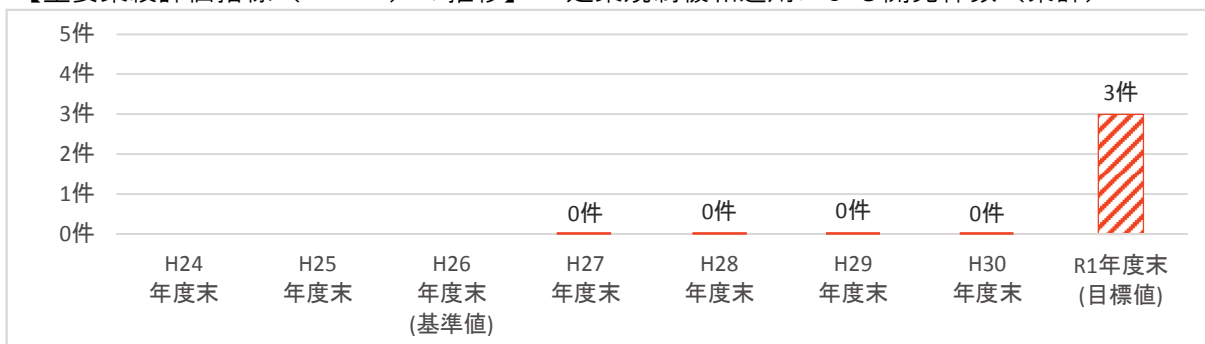 5件
4件
3件
2件
1件
0件
0件 0件 0件 0件 3件
H24 H25 H26 H27 H28 H29 H30 R1年度末
年度末 年度末 年度末 年度末 年度末 年度末 年度末 (目標値)
(基準値)